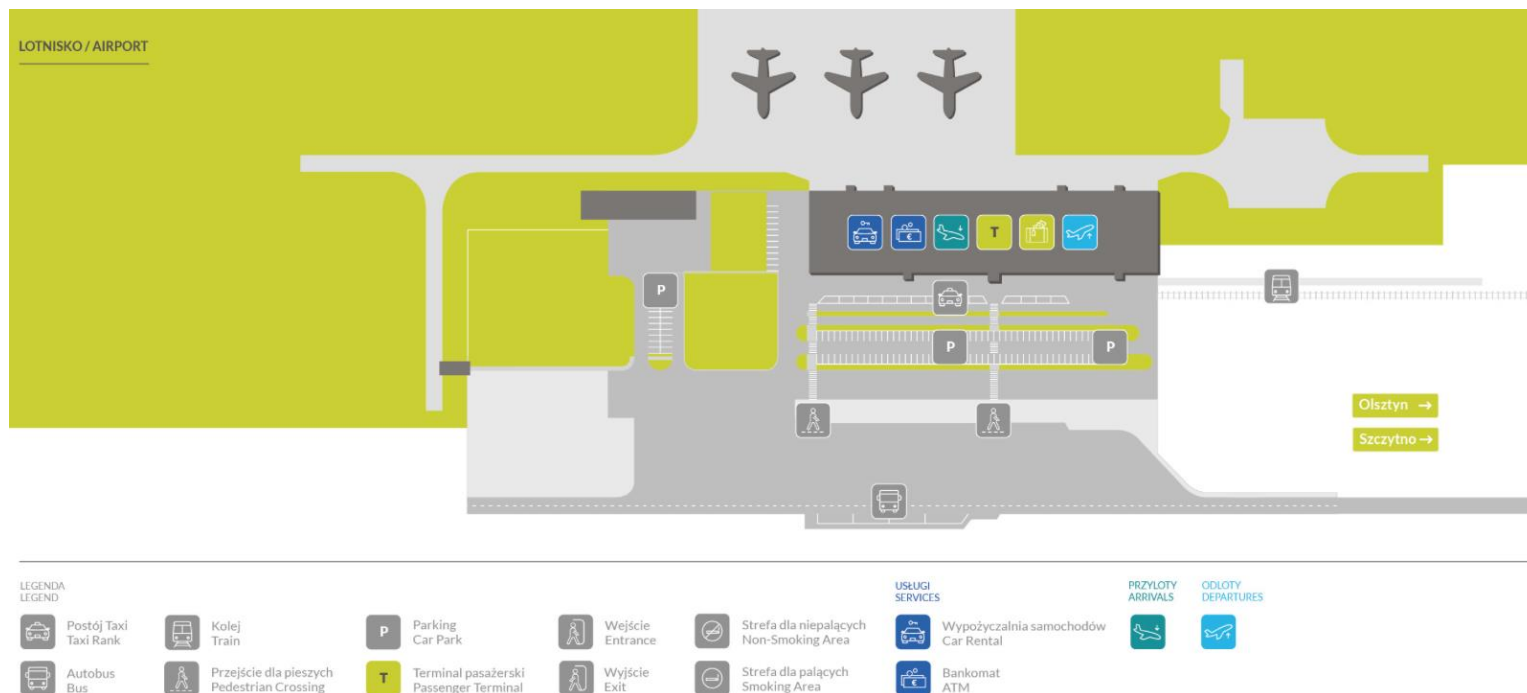 LOTNISKO / AIRPORT
€
T
P
P
P
Olsztyn →
Szczytno →
LEGENDA
LEGEND
USŁUGI
SERVICES
PRZYLOTY
ARRIVALS
ODLOTY
DEPARTURES
Postój Taxi
Taxi Rank
Kolej
Train
P
Parking
Car Park
Wejście
Entrance
Strefa dla niepalących
Non-Smoking Area
Wypożyczalnia samochodów
Car Rental
Autobus
Bus
Przejście dla pieszych
Pedestrian Crossing
T
Terminal pasażerski
Passenger Terminal
Wyjście
Exit
Strefa dla palących
Smoking Area
€
Bankomat
ATM